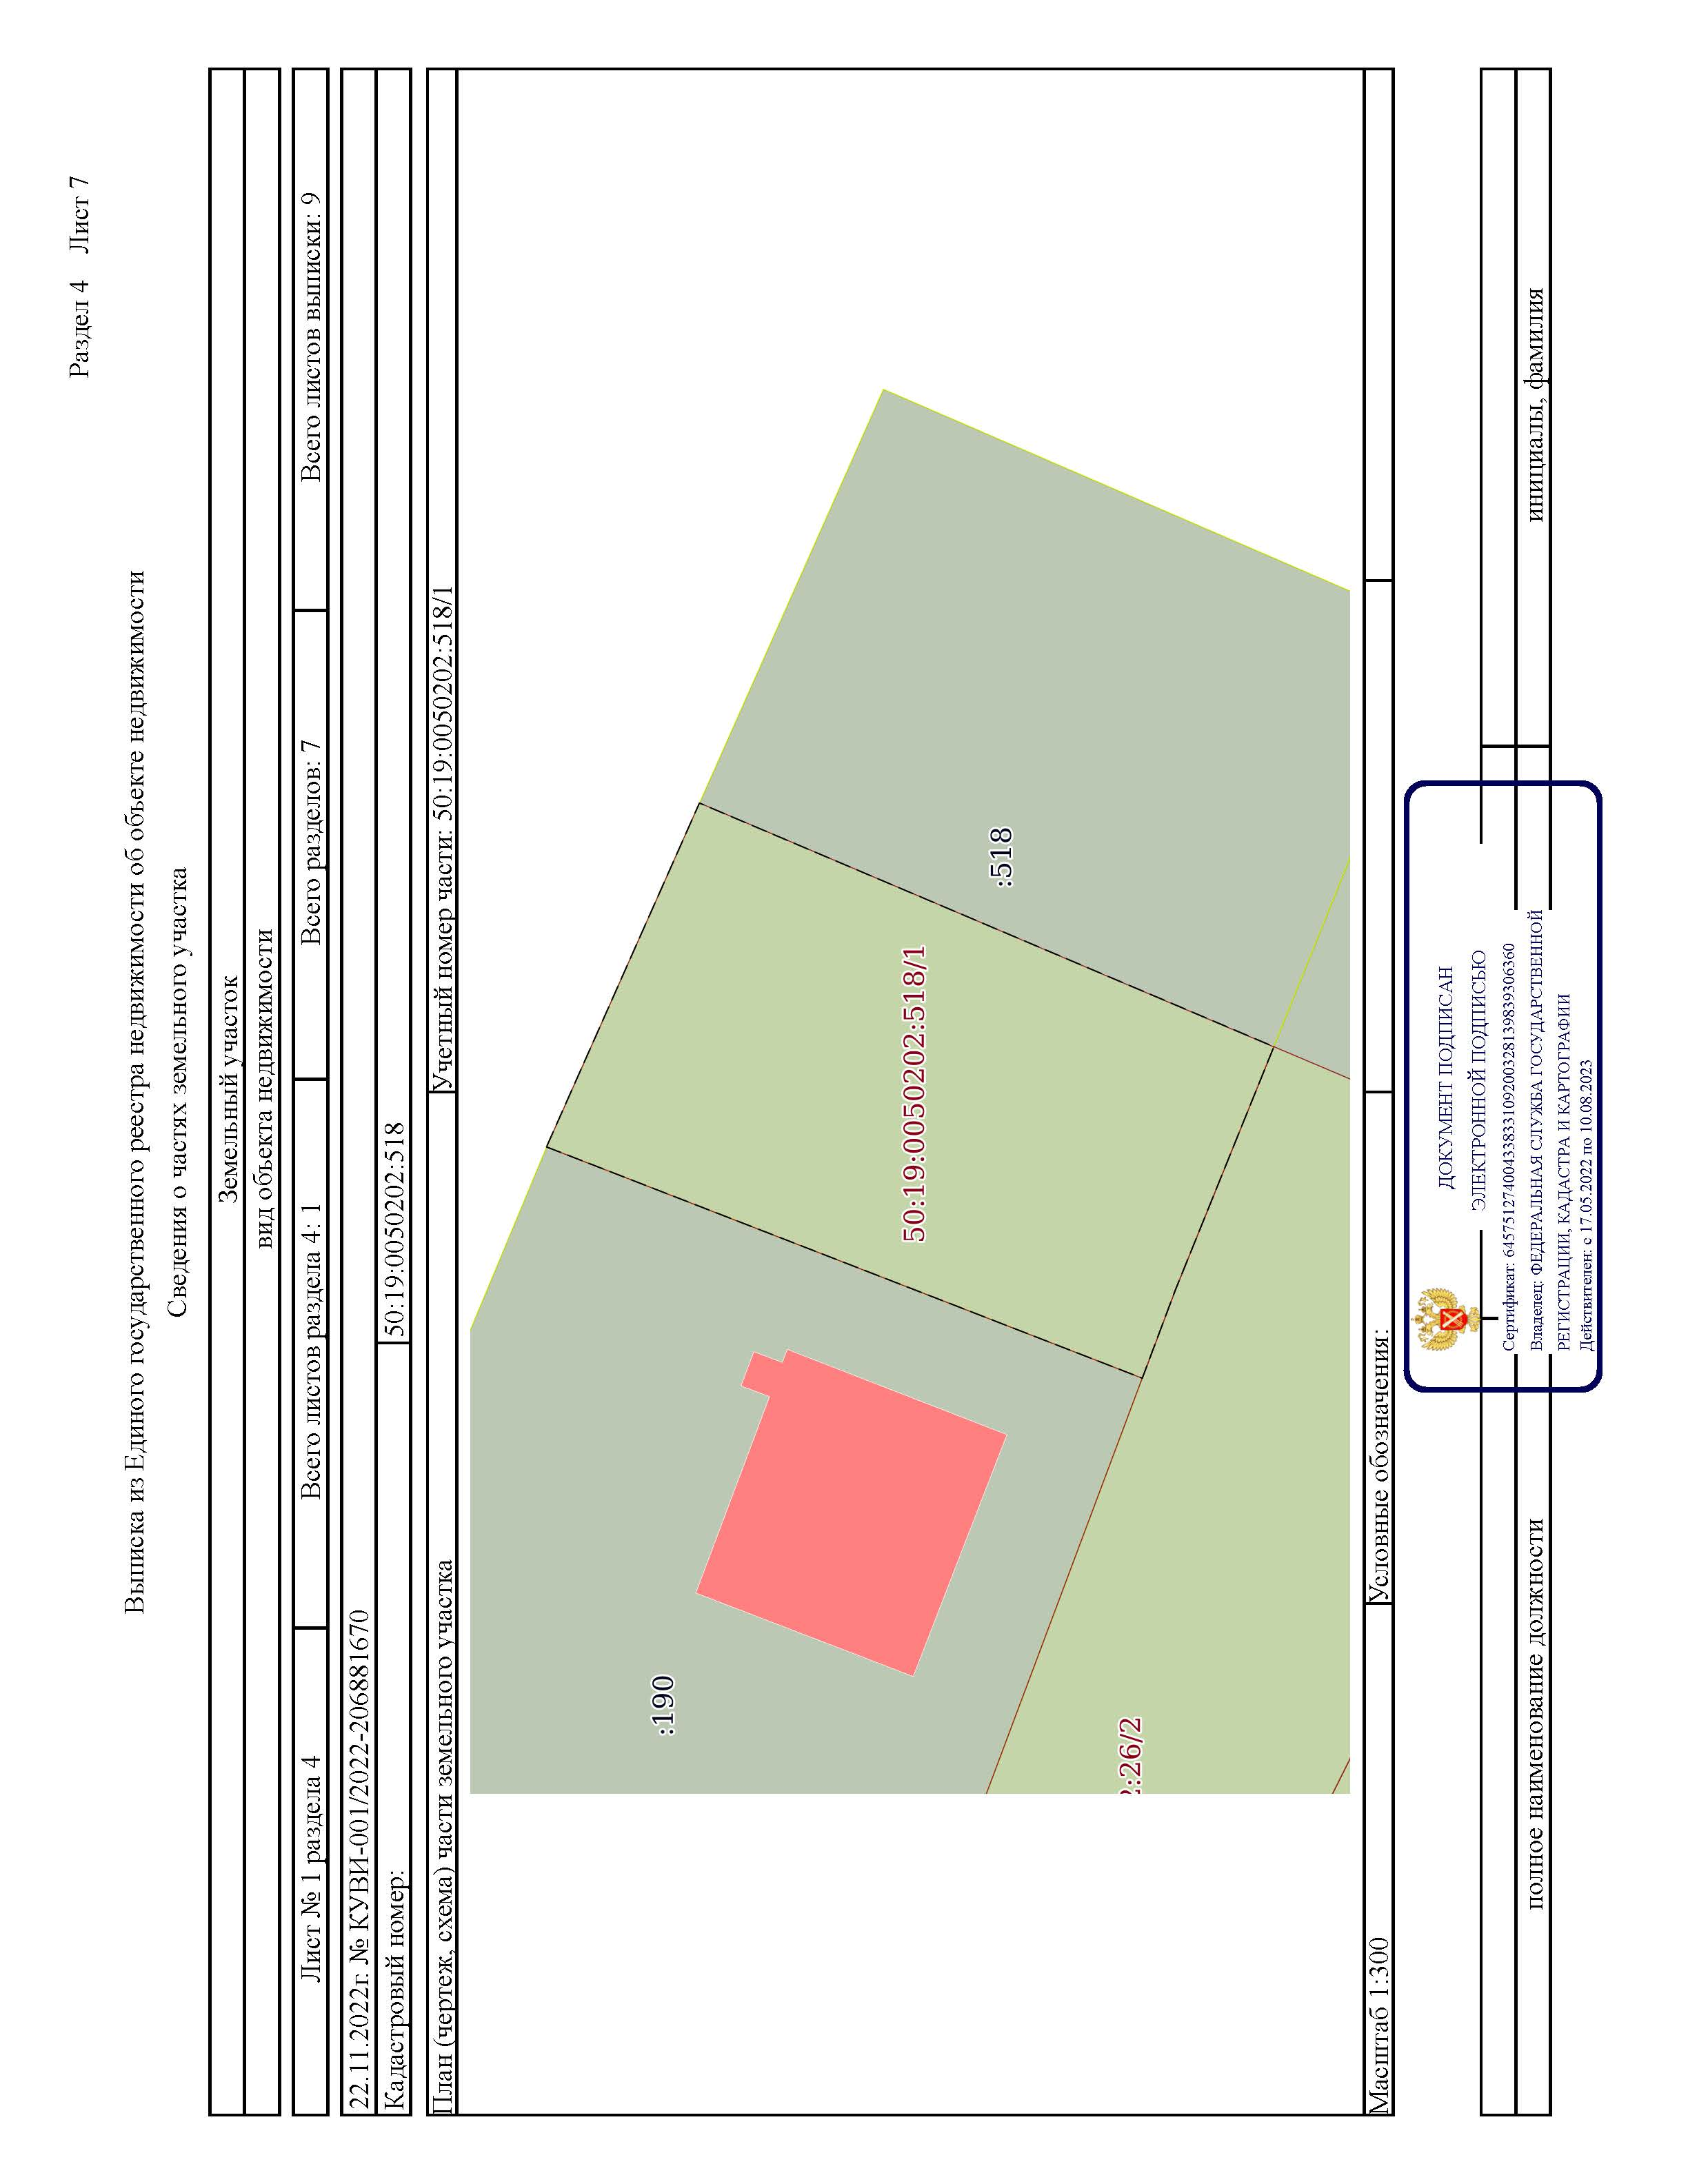 Раздел 4 Лист 7
Выписка из Единого государственного реестра недвижимости об объекте недвижимости
Сведения о частях земельного участка
Земельный участок
вид объекта недвижимости
Лист № 1 раздела 4 Всего листов раздела 4: 1 Всего разделов: 7 Всего листов выписки: 9
22.11.2022г. № КУВИ-001/2022-206881670
Кадастровый номер: 50:19:0050202:518
План (чертеж, схема) части земельного участка Учетный номер части: 50:19:0050202:518/1
:190
50:19:0050202:518/1
:518
2:26/2
Масштаб 1:300 Условные обозначения:
ДОКУМЕНТ ПОДПИСАН
ЭЛЕКТРОННОЙ ПОДПИСЬЮ
Сертификат: 64575127400433833109200328139839306360
Владелец: ФЕДЕРАЛЬНАЯ СЛУЖБА ГОСУДАРСТВЕННОЙ
РЕГИСТРАЦИИ, КАДАСТРА И КАРТОГРАФИИ
Действителен: с 17.05.2022 по 10.08.2023
полное наименование должности инициалы, фамилия